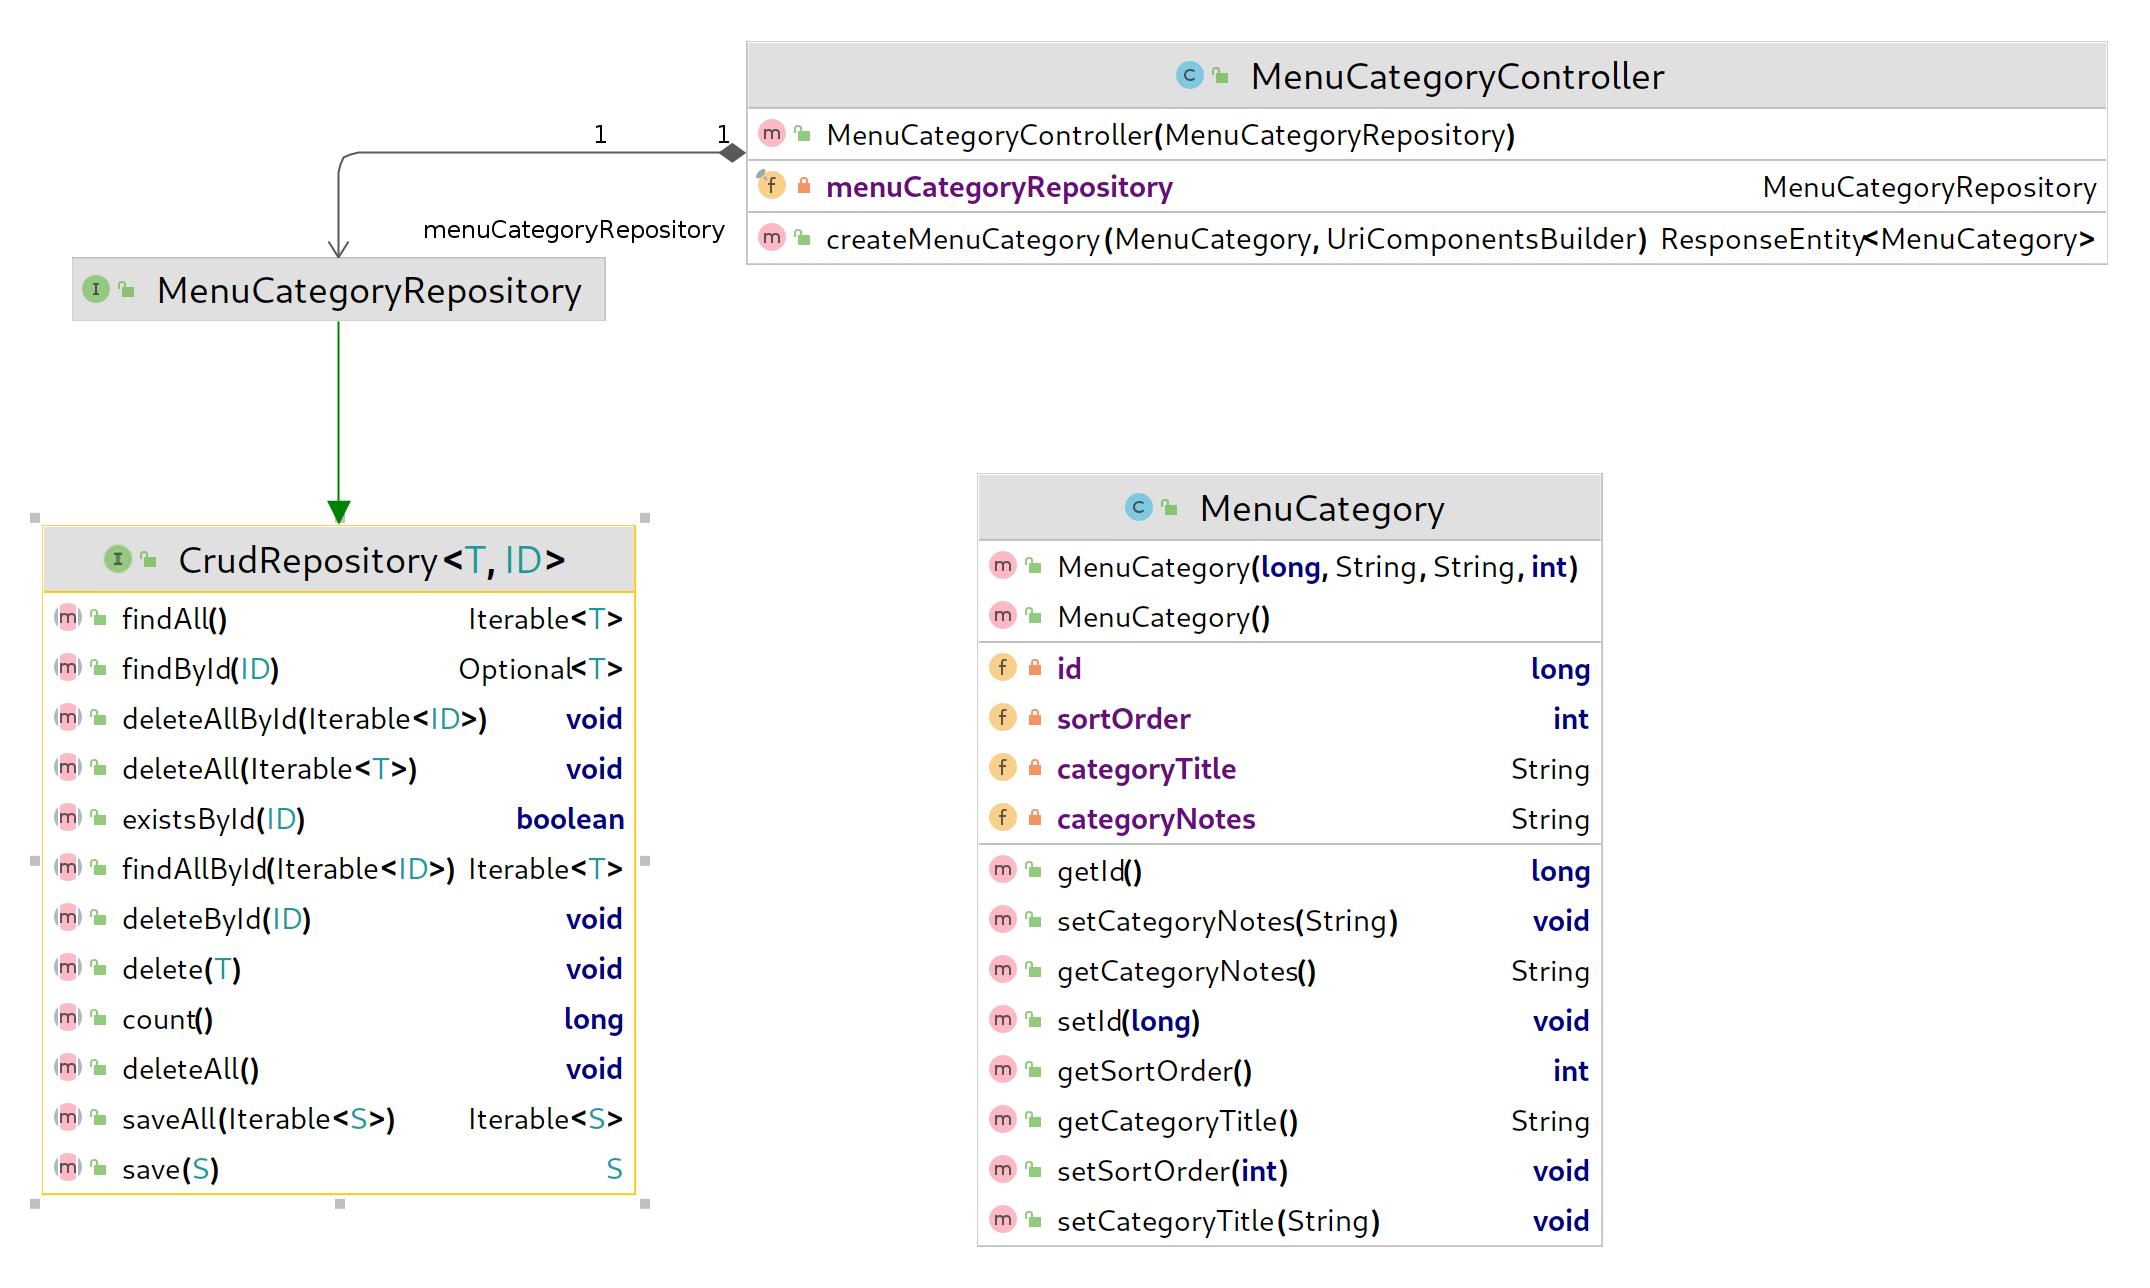 MenuCategoryController
MenuCategoryController(MenuCategoryRepository)
menuCategoryRepository MenuCategoryRepository
createMenuCategory(MenuCategory, UriComponentsBuilder) ResponseEntity<MenuCategory>
1 1
menuCategoryRepository
MenuCategoryRepository
CrudRepository<T, ID>
findAll() Iterable<T>
findById(ID) Optional<T>
deleteAllById(Iterable<ID>) void
deleteAll(Iterable<T>) void
existsById(ID) boolean
findAllById(Iterable<ID>) Iterable<T>
deleteById(ID) void
delete(T) void
count() long
deleteAll() void
saveAll(Iterable<S>) Iterable<S>
save(S) S
MenuCategory
MenuCategory(long, String, String, int)
MenuCategory()
id long
sortOrder int
categoryTitle String
categoryNotes String
getId() long
setCategoryNotes(String) void
getCategoryNotes() String
setId(long) void
getSortOrder() int
getCategoryTitle() String
setSortOrder(int) void
setCategoryTitle(String) void